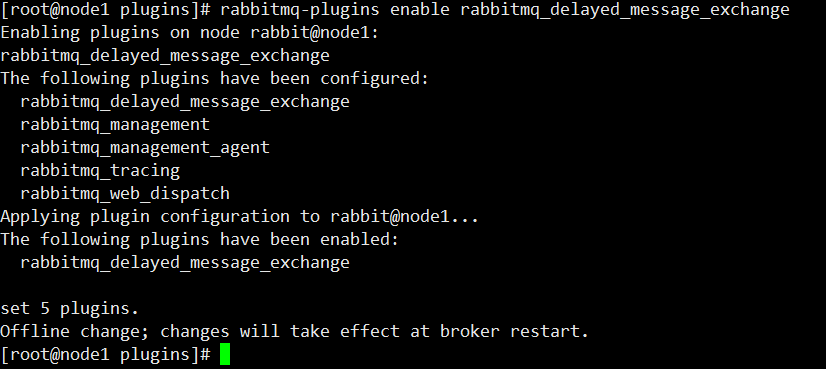 [root@node1 plugins]# rabbitmq-plugins enable rabbitmq_delayed_message_exchange
Enabling plugins on node rabbit@node1:
rabbitmq_delayed_message_exchange
The following plugins have been configured:
  rabbitmq_delayed_message_exchange
  rabbitmq_management
  rabbitmq_management_agent
  rabbitmq_tracing
  rabbitmq_web_dispatch
Applying plugin configuration to rabbit@node1...
The following plugins have been enabled:
  rabbitmq_delayed_message_exchange

set 5 plugins.
Offline change; changes will take effect at broker restart.
[root@node1 plugins]#